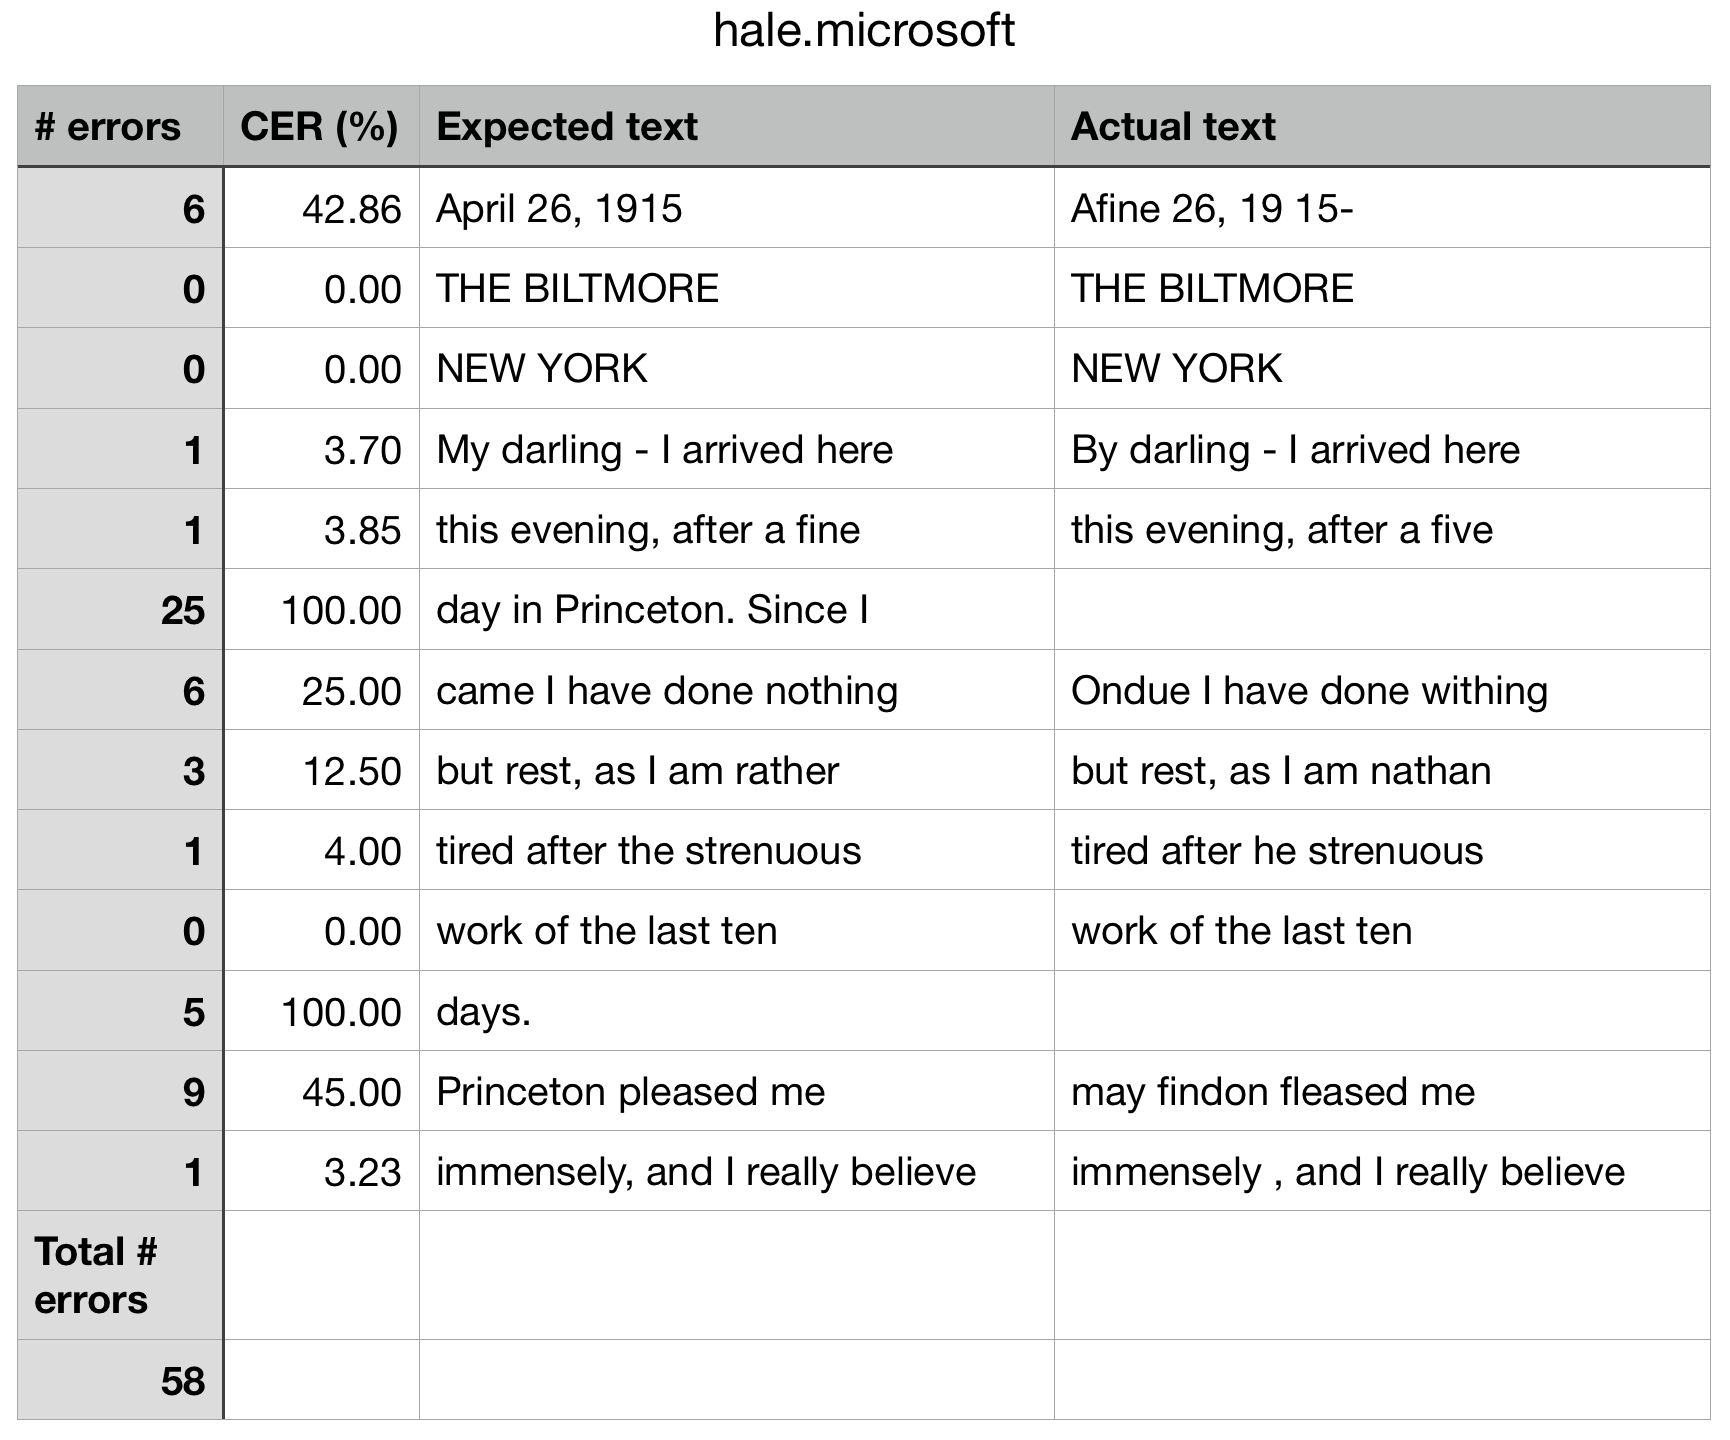 hale.microsoft
# errors CER (%) Expected text Actual text
6 42.86 April 26, 1915 Afine 26, 19 15-
0 0.00 THE BILTMORE THE BILTMORE
0 0.00 NEW YORK NEW YORK
1 3.70 My darling - I arrived here By darling - I arrived here
1 3.85 this evening, after a fine this evening, after a five
25 100.00 day in Princeton. Since I
6 25.00 came I have done nothing Ondue I have done withing
3 12.50 but rest, as I am rather but rest, as I am nathan
1 4.00 tired after the strenuous tired after he strenuous
0 0.00 work of the last ten work of the last ten
5 100.00 days.
9 45.00 Princeton pleased me may findon fleased me
1 3.23 immensely, and I really believe immensely , and I really believe
Total #
errors
58